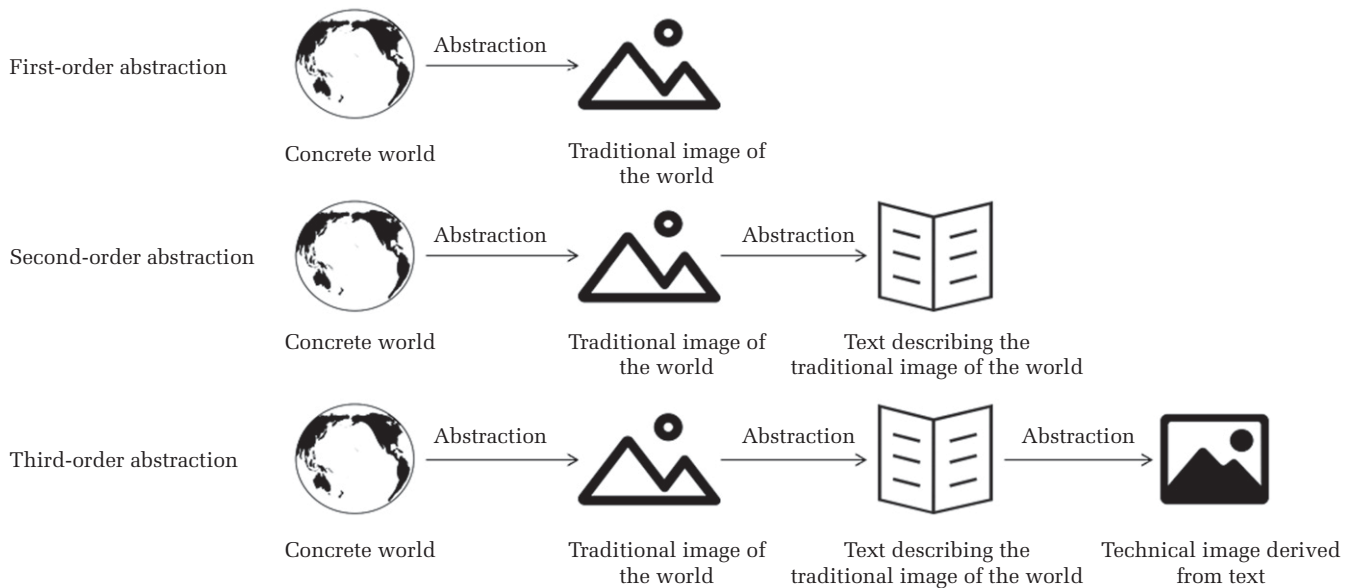 First-order abstraction
Abstraction
Concrete world
Traditional image of
the world
Second-order abstraction
Abstraction
Abstraction
Concrete world
Traditional image of
the world
Text describing the
traditional image of the world
Third-order abstraction
Abstraction
Abstraction
Abstraction
Concrete world
Traditional image of
the world
Text describing the
traditional image of the world
Technical image derived
from text